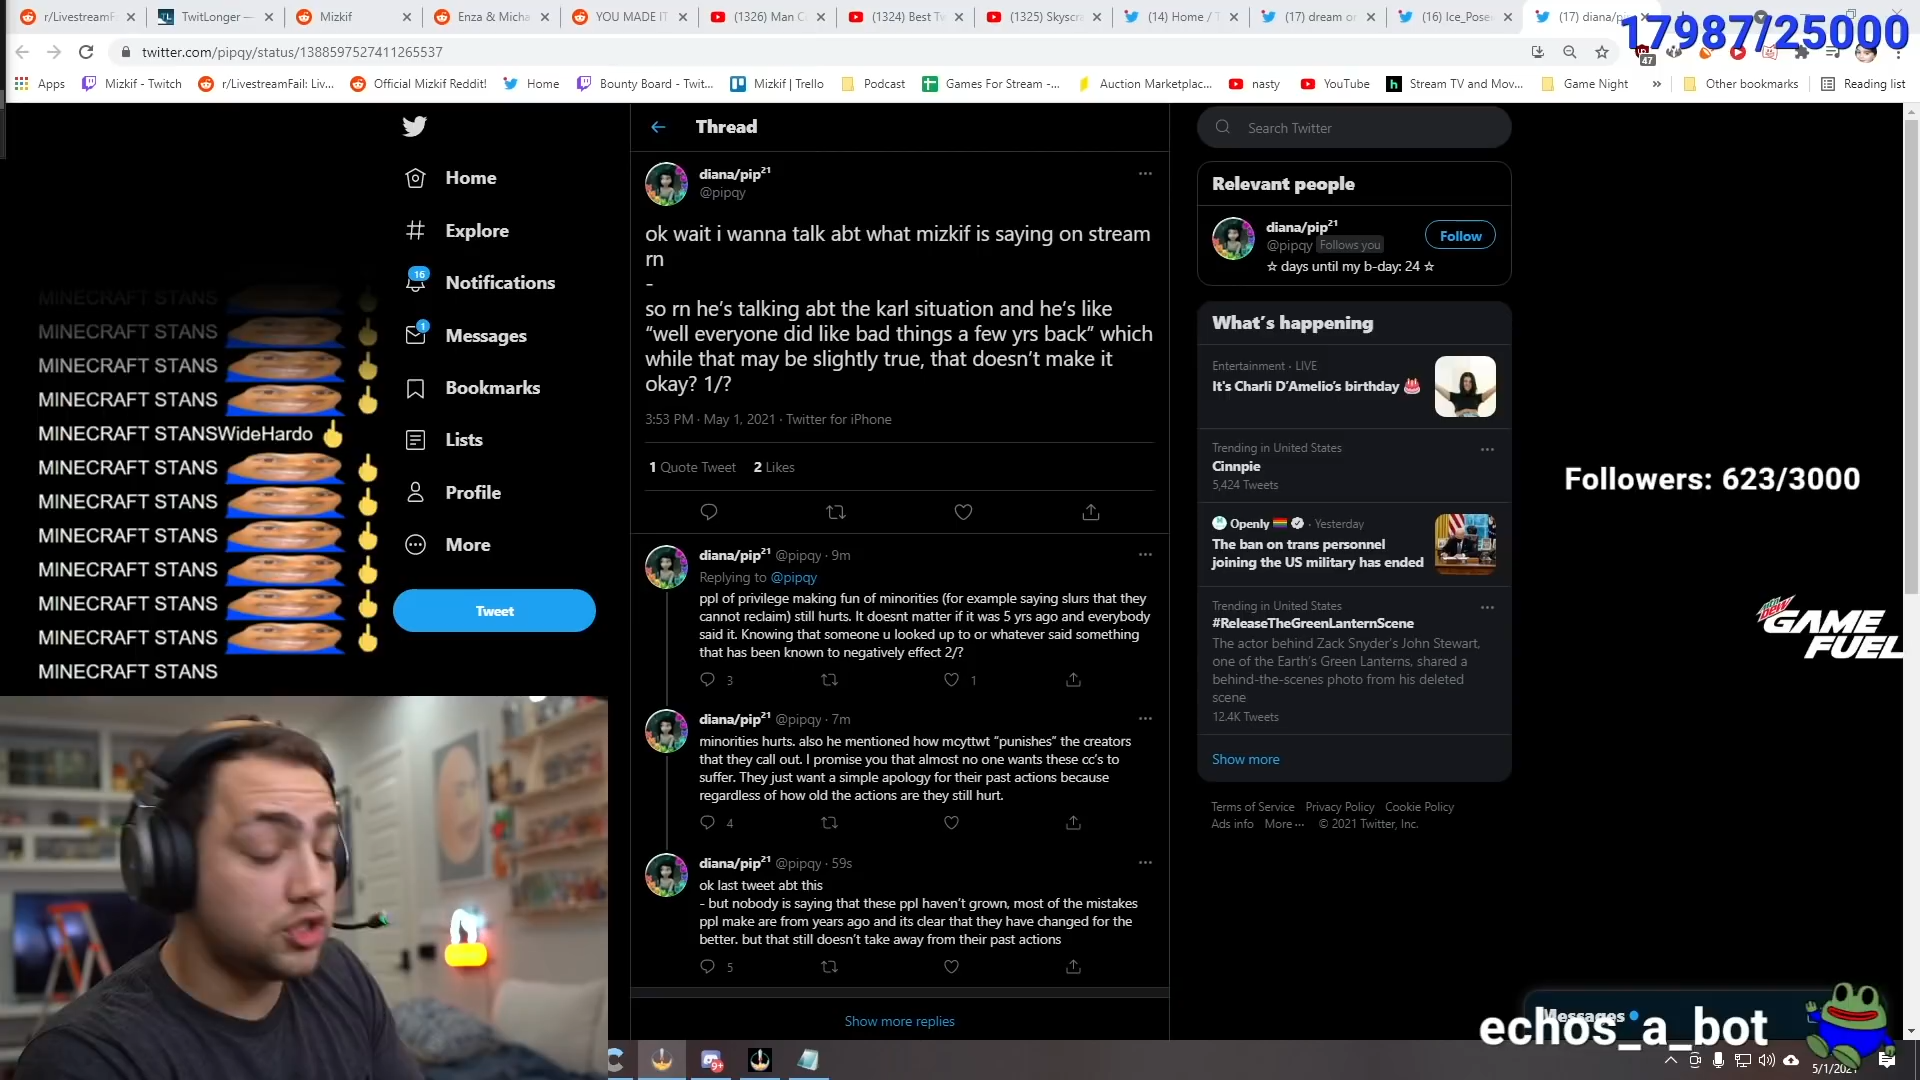 r/LivestreamF
TwitLonger —
Mizkif
Enza & Micha
YOU MADE IT
(1326) Man C
(1324) Best Tw
(1325) Skyscra
(14) Home / T
(17) dream on
(16) Ice_Pose
(17) diana/pi
17987/25000
twitter.com/pipqy/status/1388597527411265537
47
Apps
Mizkif - Twitch
r/LivestreamFail: Liv...
Official Mizkif Reddit!
Home
Bounty Board - Twit...
Mizkif | Trello
Podcast
Games For Stream -...
Auction Marketplac...
nasty
YouTube
Stream TV and Mov...
Game Night
»
Other bookmarks
Reading list
Home
Explore
16
Notifications
1
Messages
Bookmarks
Lists
Profile
More
Tweet
MINECRAFT STANS
MINECRAFT STANS
MINECRAFT STANS
MINECRAFT STANS
MINECRAFT STANSWideHardo
MINECRAFT STANS
MINECRAFT STANS
MINECRAFT STANS
MINECRAFT STANS
MINECRAFT STANS
MINECRAFT STANS
MINECRAFT STANS
Thread
diana/pip²¹
@pipqy
ok wait i wanna talk abt what mizkif is saying on stream
rn
-
so rn he's talking abt the karl situation and he's like
“well everyone did like bad things a few yrs back” which
while that may be slightly true, that doesn't make it
okay? 1/?
3:53 PM · May 1, 2021 · Twitter for iPhone
1 Quote Tweet 2 Likes
diana/pip²¹ @pipqy · 9m
Replying to @pipqy
ppl of privilege making fun of minorities (for example saying slurs that they
cannot reclaim) still hurts. It doesnt matter if it was 5 yrs ago and everybody
said it. Knowing that someone u looked up to or whatever said something
that has been known to negatively effect 2/?
3 1
diana/pip²¹ @pipqy · 7m
minorities hurts. also he mentioned how mcyttwt “punishes” the creators
that they call out. I promise you that almost no one wants these cc's to
suffer. They just want a simple apology for their past actions because
regardless of how old the actions are they still hurt.
4
diana/pip²¹ @pipqy · 59s
ok last tweet abt this
- but nobody is saying that these ppl haven't grown, most of the mistakes
ppl make are from years ago and its clear that they have changed for the
better. but that still doesn't take away from their past actions
5
Show more replies
Search Twitter
Relevant people
diana/pip²¹
@pipqy Follows you
Follow
☆ days until my b-day: 24 ☆
What's happening
Entertainment · LIVE
It's Charli D'Amelio's birthday
Trending in United States
Cinnpie
5,424 Tweets
Openly · Yesterday
The ban on trans personnel
joining the US military has ended
Trending in United States
#ReleaseTheGreenLanternScene
The actor behind Zack Snyder's John Stewart,
one of the Earth's Green Lanterns, shared a
behind-the-scenes photo from his deleted
scene
12.4K Tweets
Show more
Terms of Service Privacy Policy Cookie Policy
Ads info More ··· © 2021 Twitter, Inc.
Followers: 623/3000
mtn dew
GAME
FUEL
Messages
echos_a_bot
9+
5/1/202